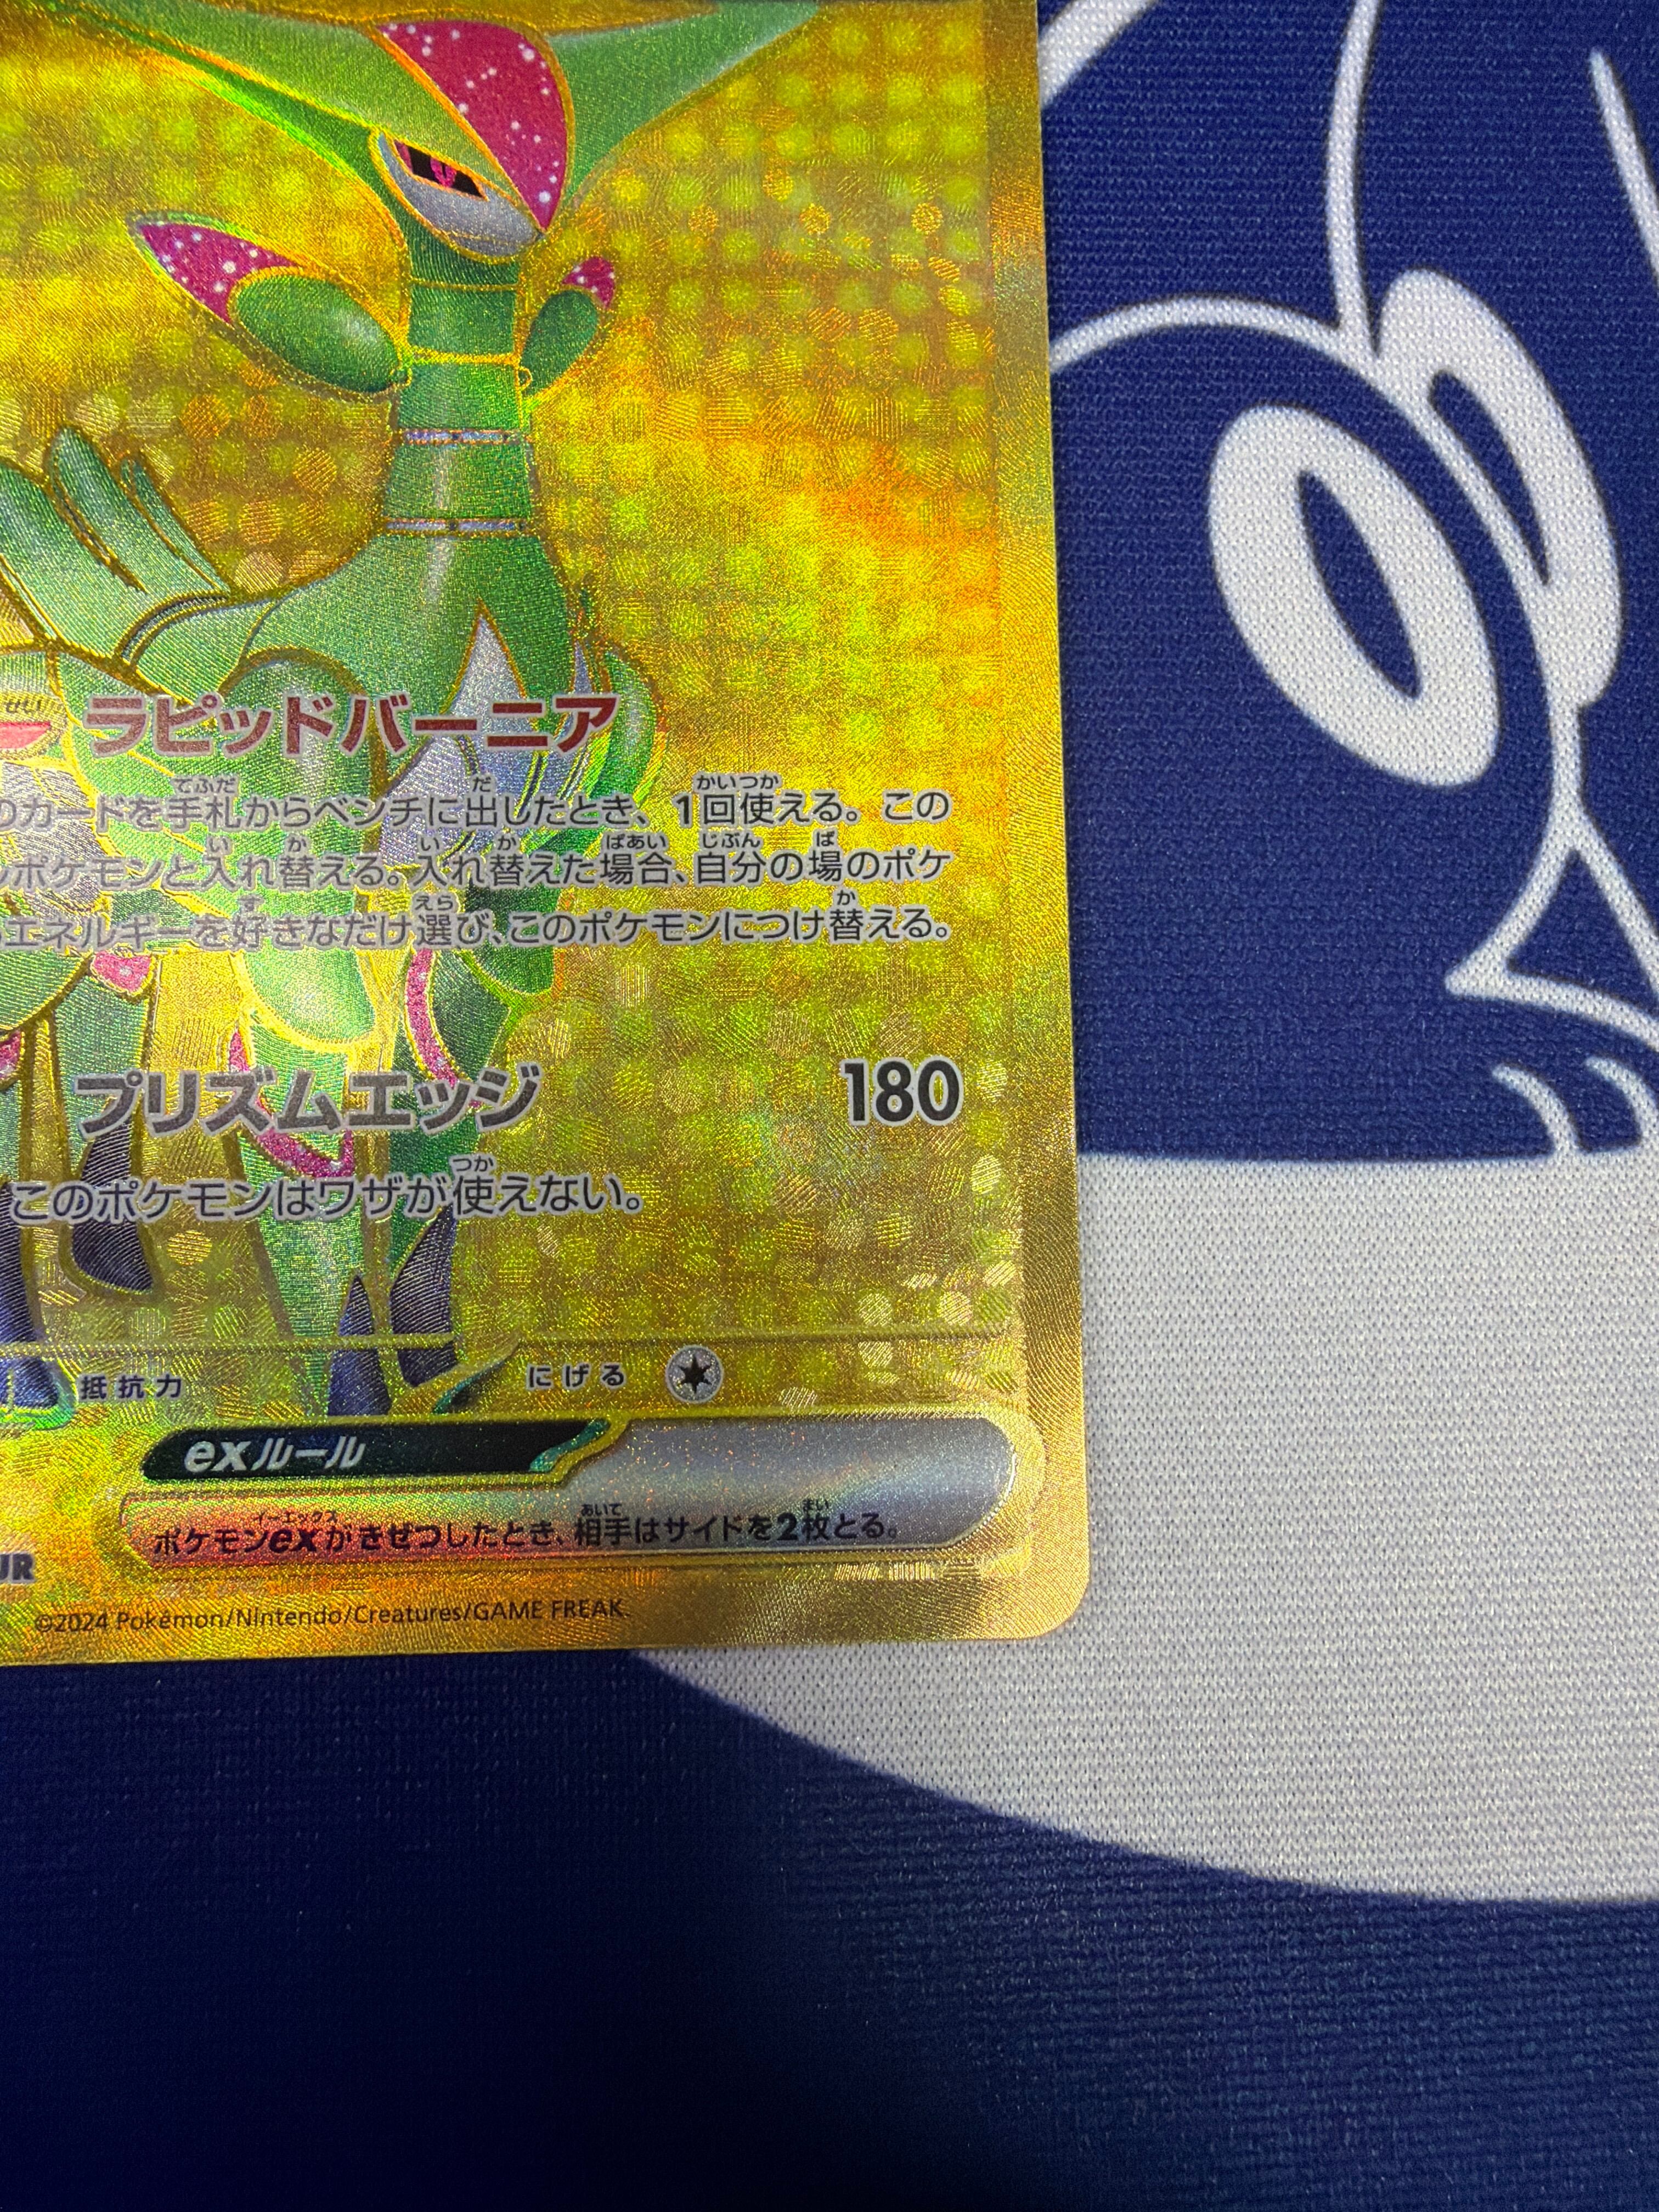 ラピッドバーニア
のカードを手札からベンチに出したとき、1回使える。この
ポケモンと入れ替える。入れ替えた場合、自分の場のポケ
エネルギーを好きなだけ選び、このポケモンにつけ替える。
プリズムエッジ 180
このポケモンはワザが使えない。
抵抗力 にげる
exルール
ポケモンexがきぜつしたとき、相手はサイドを2枚とる。
UR
©2024 Pokémon/Nintendo/Creatures/GAME FREAK.